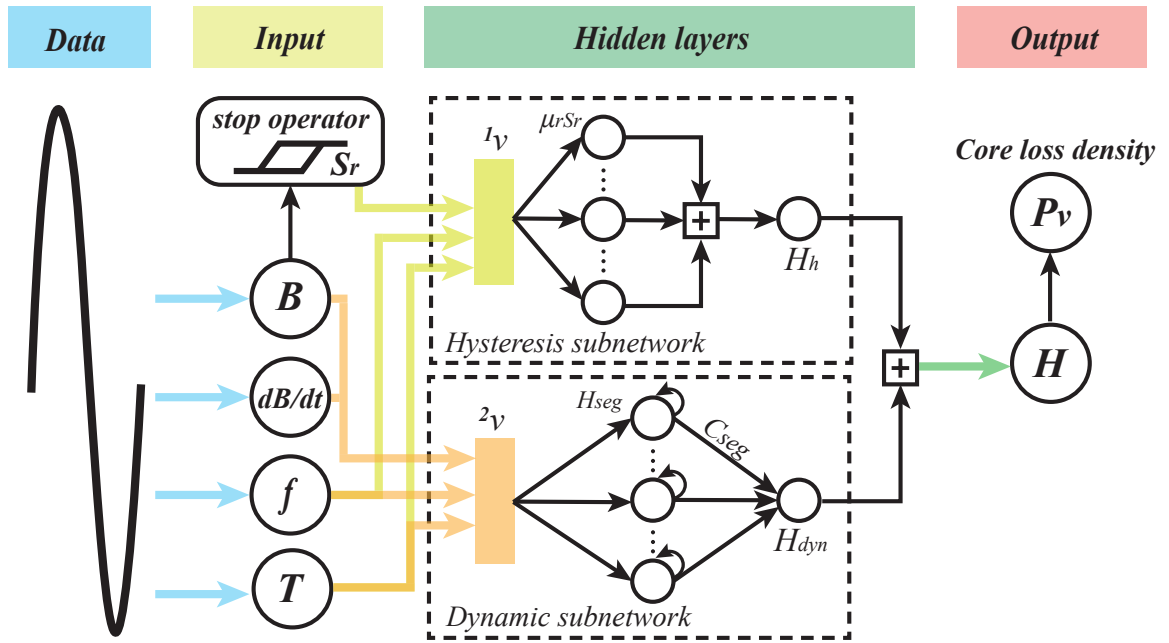 Data
Input
Hidden layers
Output
stop operator
Sr
B
dB/dt
f
T
1v
μrSr
+
Hh
Hysteresis subnetwork
2v
Hseg
Cseg
Hdyn
Dynamic subnetwork
+
Core loss density
Pv
H